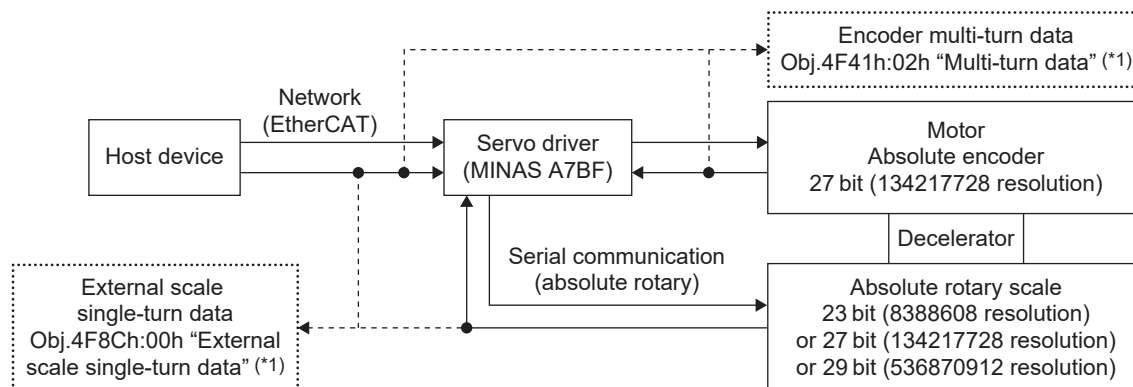 Encoder multi-turn data
Obj.4F41h:02h “Multi-turn data” (*1)
Network
(EtherCAT)
Host device
Servo driver
(MINAS A7BF)
Motor
Absolute encoder
27 bit (134217728 resolution)
Decelerator
Serial communication
(absolute rotary)
External scale
single-turn data
Obj.4F8Ch:00h “External
scale single-turn data” (*1)
Absolute rotary scale
23 bit (8388608 resolution)
or 27 bit (134217728 resolution)
or 29 bit (536870912 resolution)